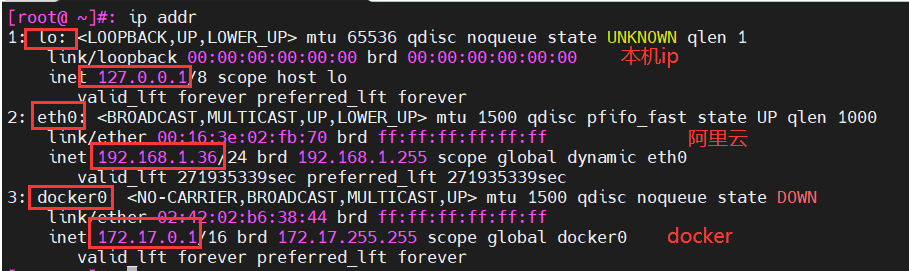 [root@ ~]#: ip addr
1: lo: <LOOPBACK,UP,LOWER_UP> mtu 65536 qdisc noqueue state UNKNOWN qlen 1
link/loopback 00:00:00:00:00:00 brd 00:00:00:00:00:00 本机ip
inet 127.0.0.1/8 scope host lo
valid_lft forever preferred_lft forever
2: eth0: <BROADCAST,MULTICAST,UP,LOWER_UP> mtu 1500 qdisc pfifo_fast state UP qlen 1000
link/ether 00:16:3e:02:fb:70 brd ff:ff:ff:ff:ff:ff 阿里云
inet 192.168.1.36/24 brd 192.168.1.255 scope global dynamic eth0
valid_lft 271935339sec preferred_lft 271935339sec
3: docker0 <NO-CARRIER,BROADCAST,MULTICAST,UP> mtu 1500 qdisc noqueue state DOWN
link/ether 02:42:02:b6:38:44 brd ff:ff:ff:ff:ff:ff
inet 172.17.0.1/16 brd 172.17.255.255 scope global docker0 docker
valid_lft forever preferred_lft forever